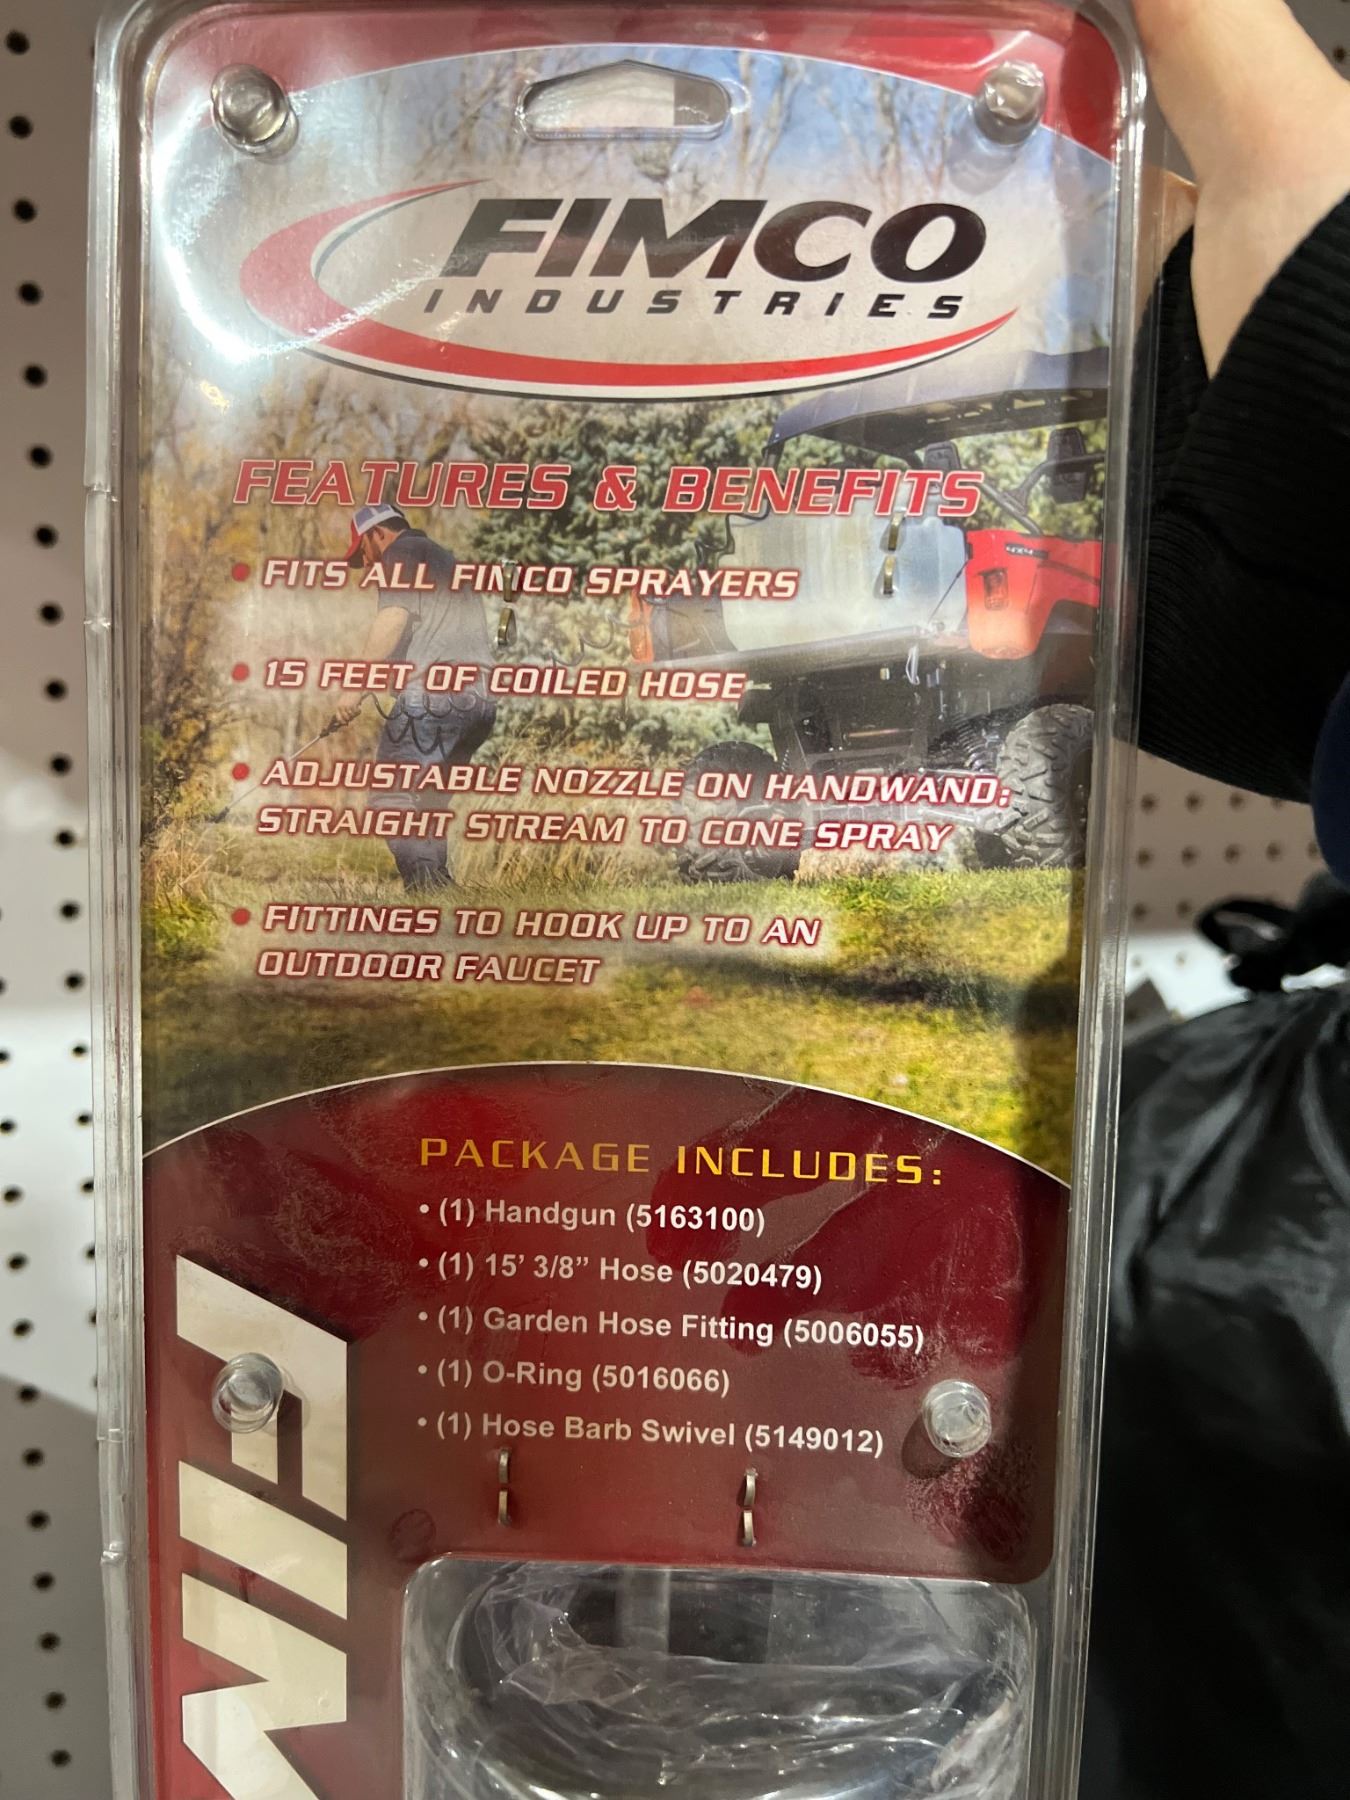 FIMCO
INDUSTRIES
FEATURES & BENEFITS
• FITS ALL FIMCO SPRAYERS
• 15 FEET OF COILED HOSE
• ADJUSTABLE NOZZLE ON HANDWAND:
STRAIGHT STREAM TO CONE SPRAY
• FITTINGS TO HOOK UP TO AN
OUTDOOR FAUCET
PACKAGE INCLUDES:
• (1) Handgun (5163100)
• (1) 15' 3/8" Hose (5020479)
• (1) Garden Hose Fitting (5006055)
• (1) O-Ring (5016066)
• (1) Hose Barb Swivel (5149012)
FIM
4X4